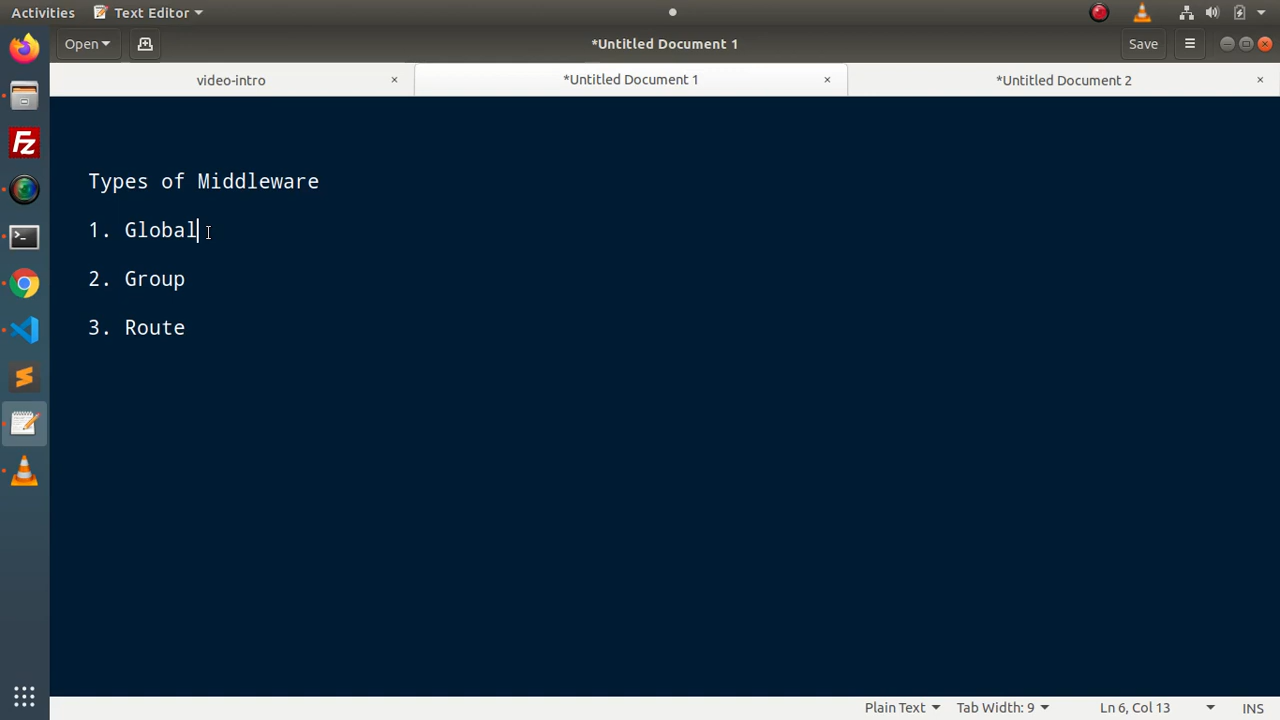 Activities Text Editor
Open *Untitled Document 1 Save
video-intro × *Untitled Document 1 × *Untitled Document 2 ×
Types of Middleware
1. Global
2. Group
3. Route
Plain Text Tab Width: 9 Ln 6, Col 13 INS